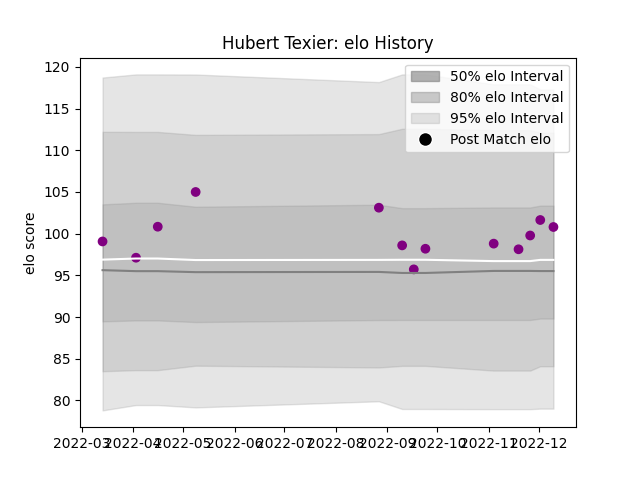 Hubert Texier: elo History
120
115
110
105
100
95
90
85
80
elo score
50% elo Interval
80% elo Interval
95% elo Interval
Post Match elo
2022-03 2022-04 2022-05 2022-06 2022-07 2022-08 2022-09 2022-10 2022-11 2022-12